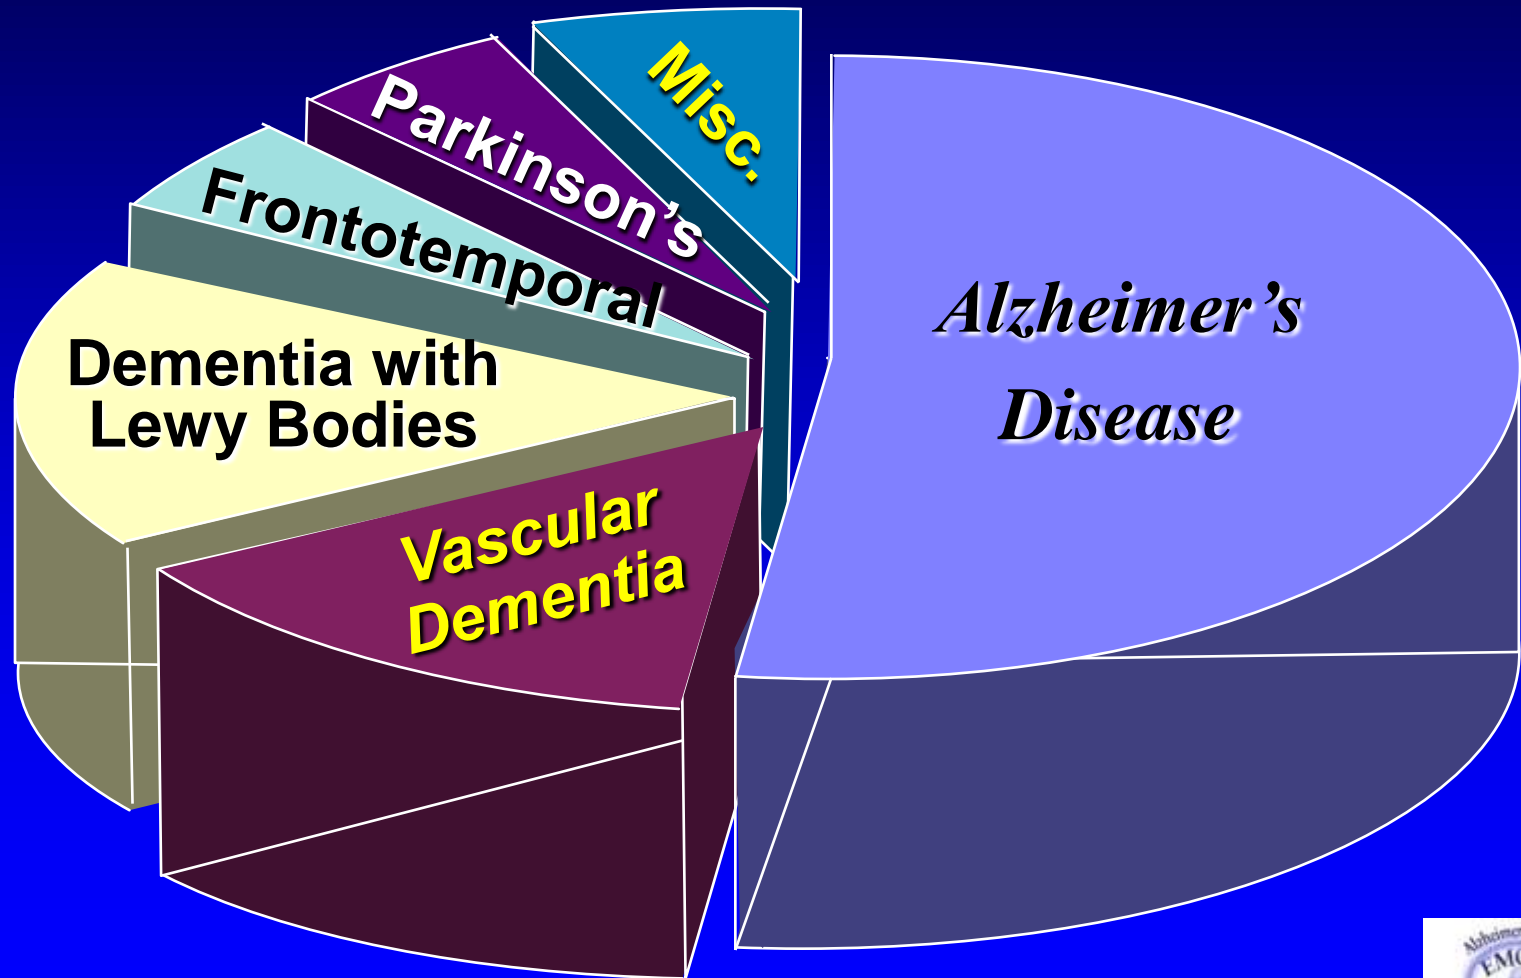 Misc.
Parkinson’s
Frontotemporal
Dementia with
Lewy Bodies
Vascular
Dementia
Alzheimer’s
Disease